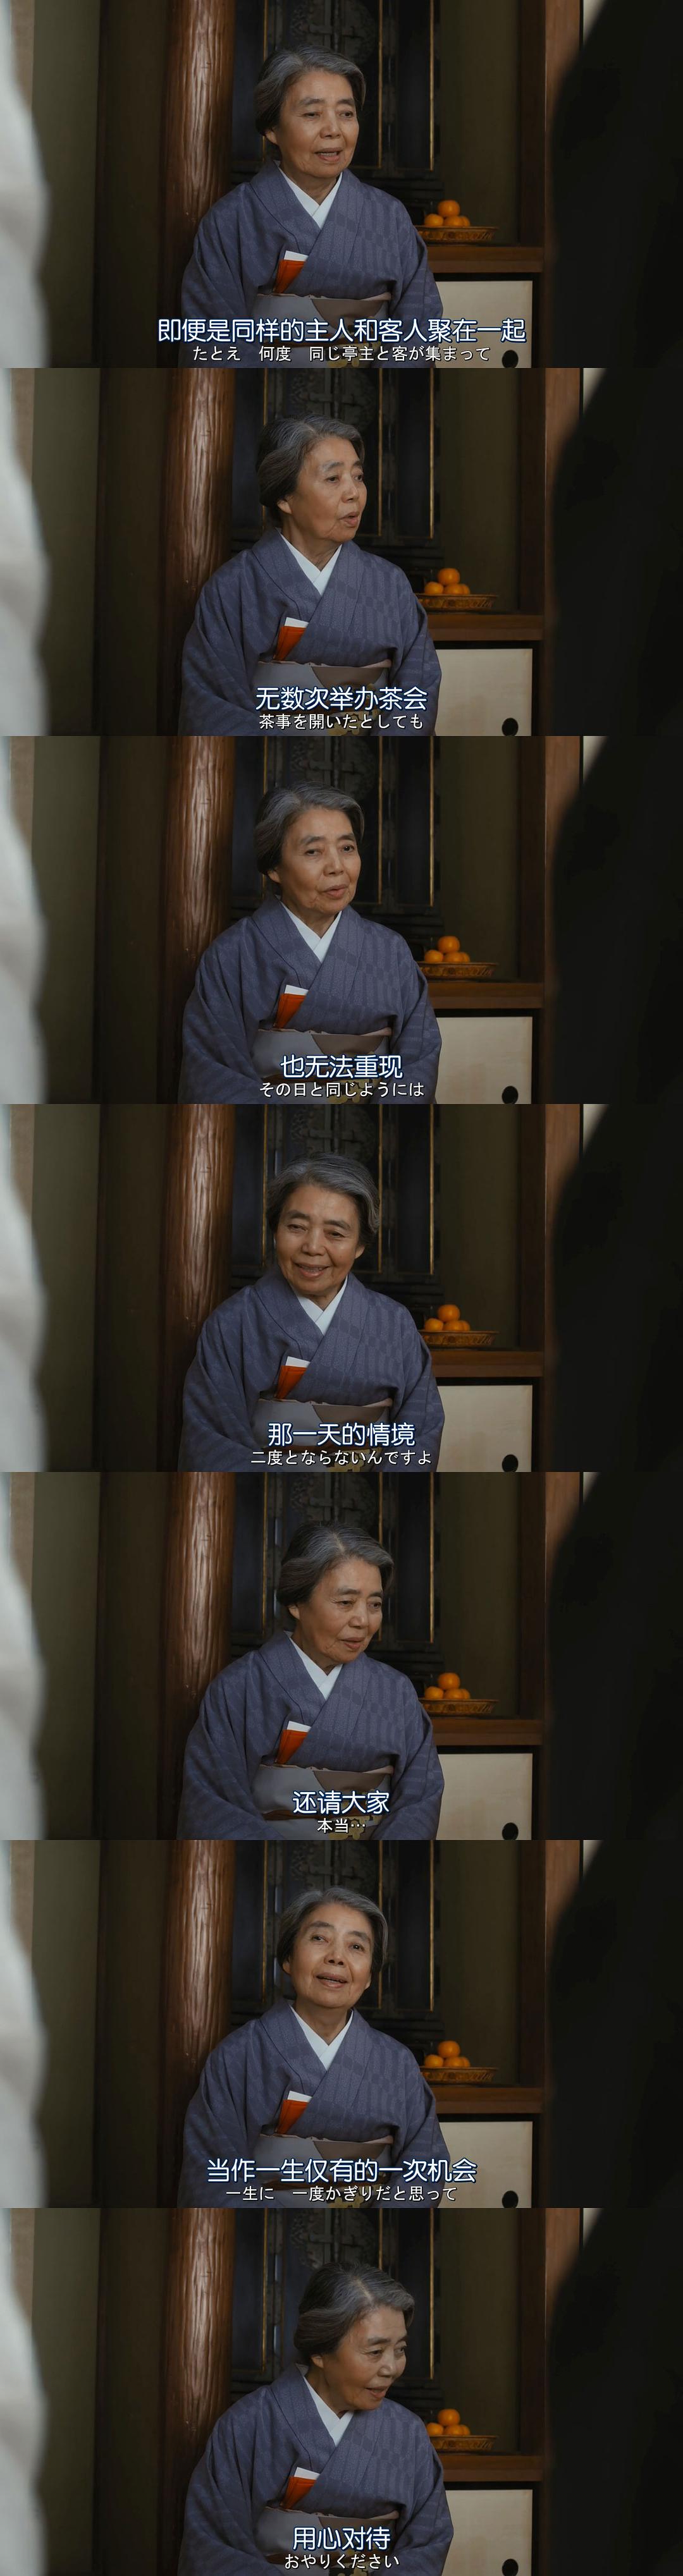 即便是同样的主人和客人聚在一起
たとえ　何度　同じ亭主と客が集まって
无数次举办茶会
茶事を開いたとしても
也无法重现
その日と同じようには
那一天的情境
二度とならないんですよ
还请大家
本当…
当作一生仅有的一次机会
一生に　一度かぎりだと思って
用心对待
おやりください